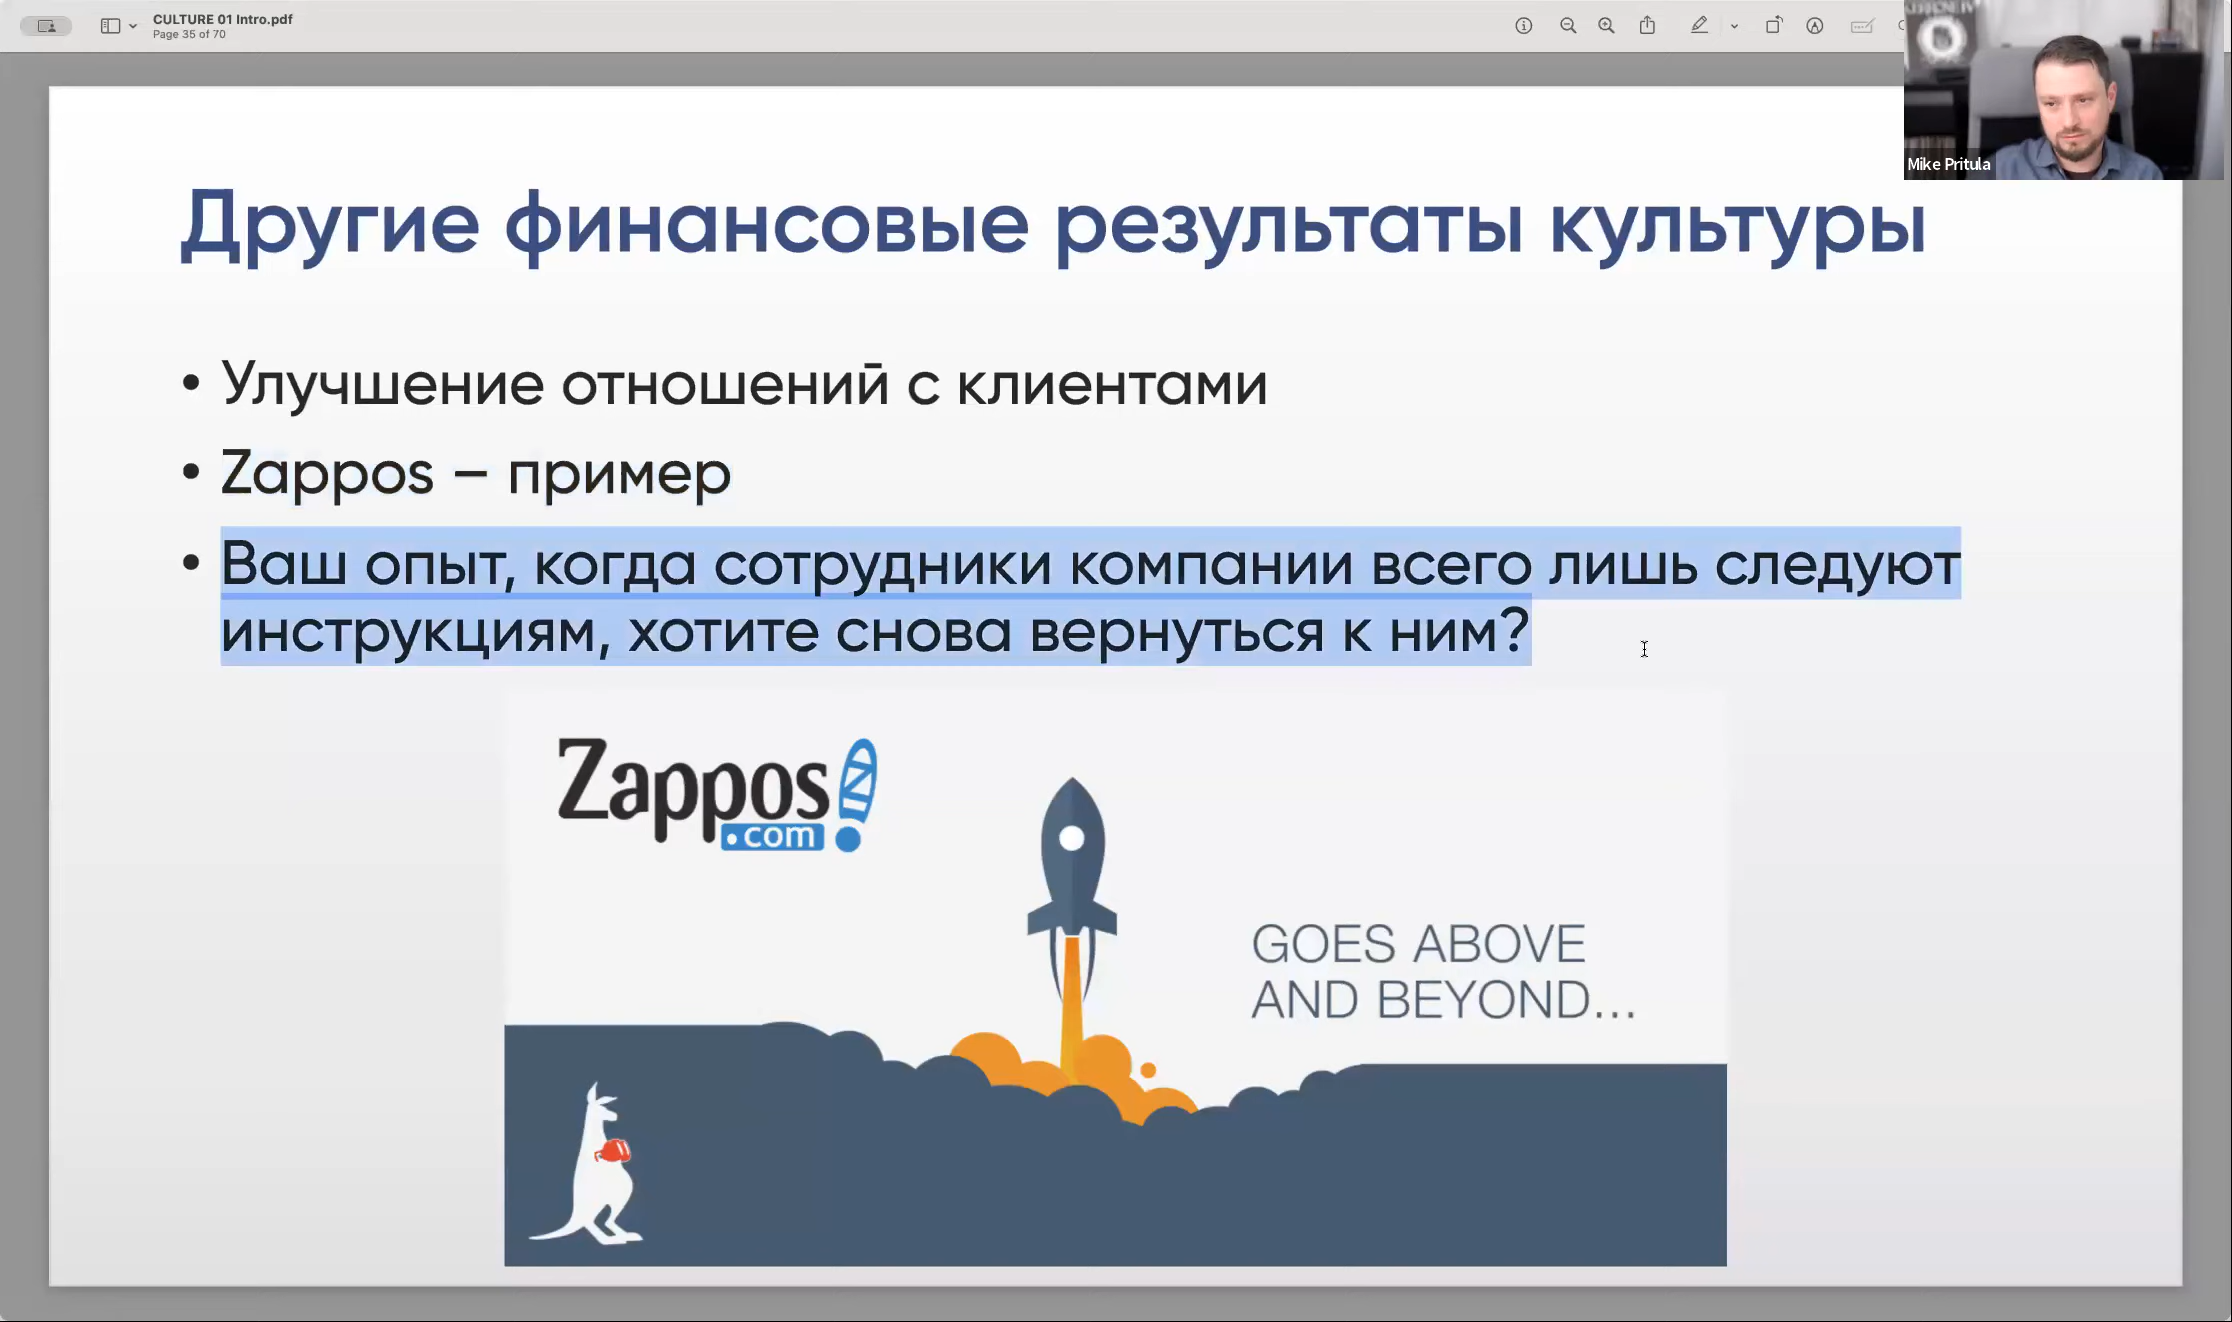 CULTURE 01 Intro.pdf
Page 35 of 70
Mike Pritula
Другие финансовые результаты культуры
• Улучшение отношений с клиентами
• Zappos – пример
• Ваш опыт, когда сотрудники компании всего лишь следуют
инструкциям, хотите снова вернуться к ним?
Zappos
.com
GOES ABOVE
AND BEYOND...